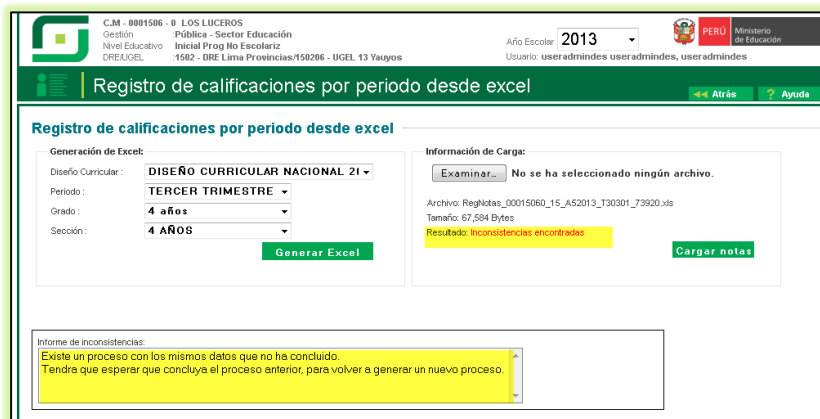 C.M - 0001506 - 0 LOS LUCEROS
Gestión :Pública - Sector Educación
Nivel Educativo Inicial Prog No Escolariz
DRE/UGEL :1502 - DRE Lima Provincias/150206 - UGEL 13 Yauyos
Año Escolar 2013
PERÚ Ministerio de Educación
Usuario: useradmindes useradmindes, useradmindes
Registro de calificaciones por periodo desde excel
Atrás
? Ayuda
Registro de calificaciones por periodo desde excel
Generación de Excel:
Diseño Curricular : DISEÑO CURRICULAR NACIONAL 2(
Periodo : TERCER TRIMESTRE
Grado : 4 años
Sección : 4 AÑOS
Generar Excel
Información de Carga:
Examinar... No se ha seleccionado ningún archivo.
Archivo: RegNotas_00015060_15_A52013_T30301_73920.xls
Tamaño: 67,584 Bytes
Resultado: Inconsistencias encontradas
Cargar notas
Informe de inconsistencias:
Existe un proceso con los mismos datos que no ha concluido.
Tendra que esperar que concluya el proceso anterior, para volver a generar un nuevo proceso.